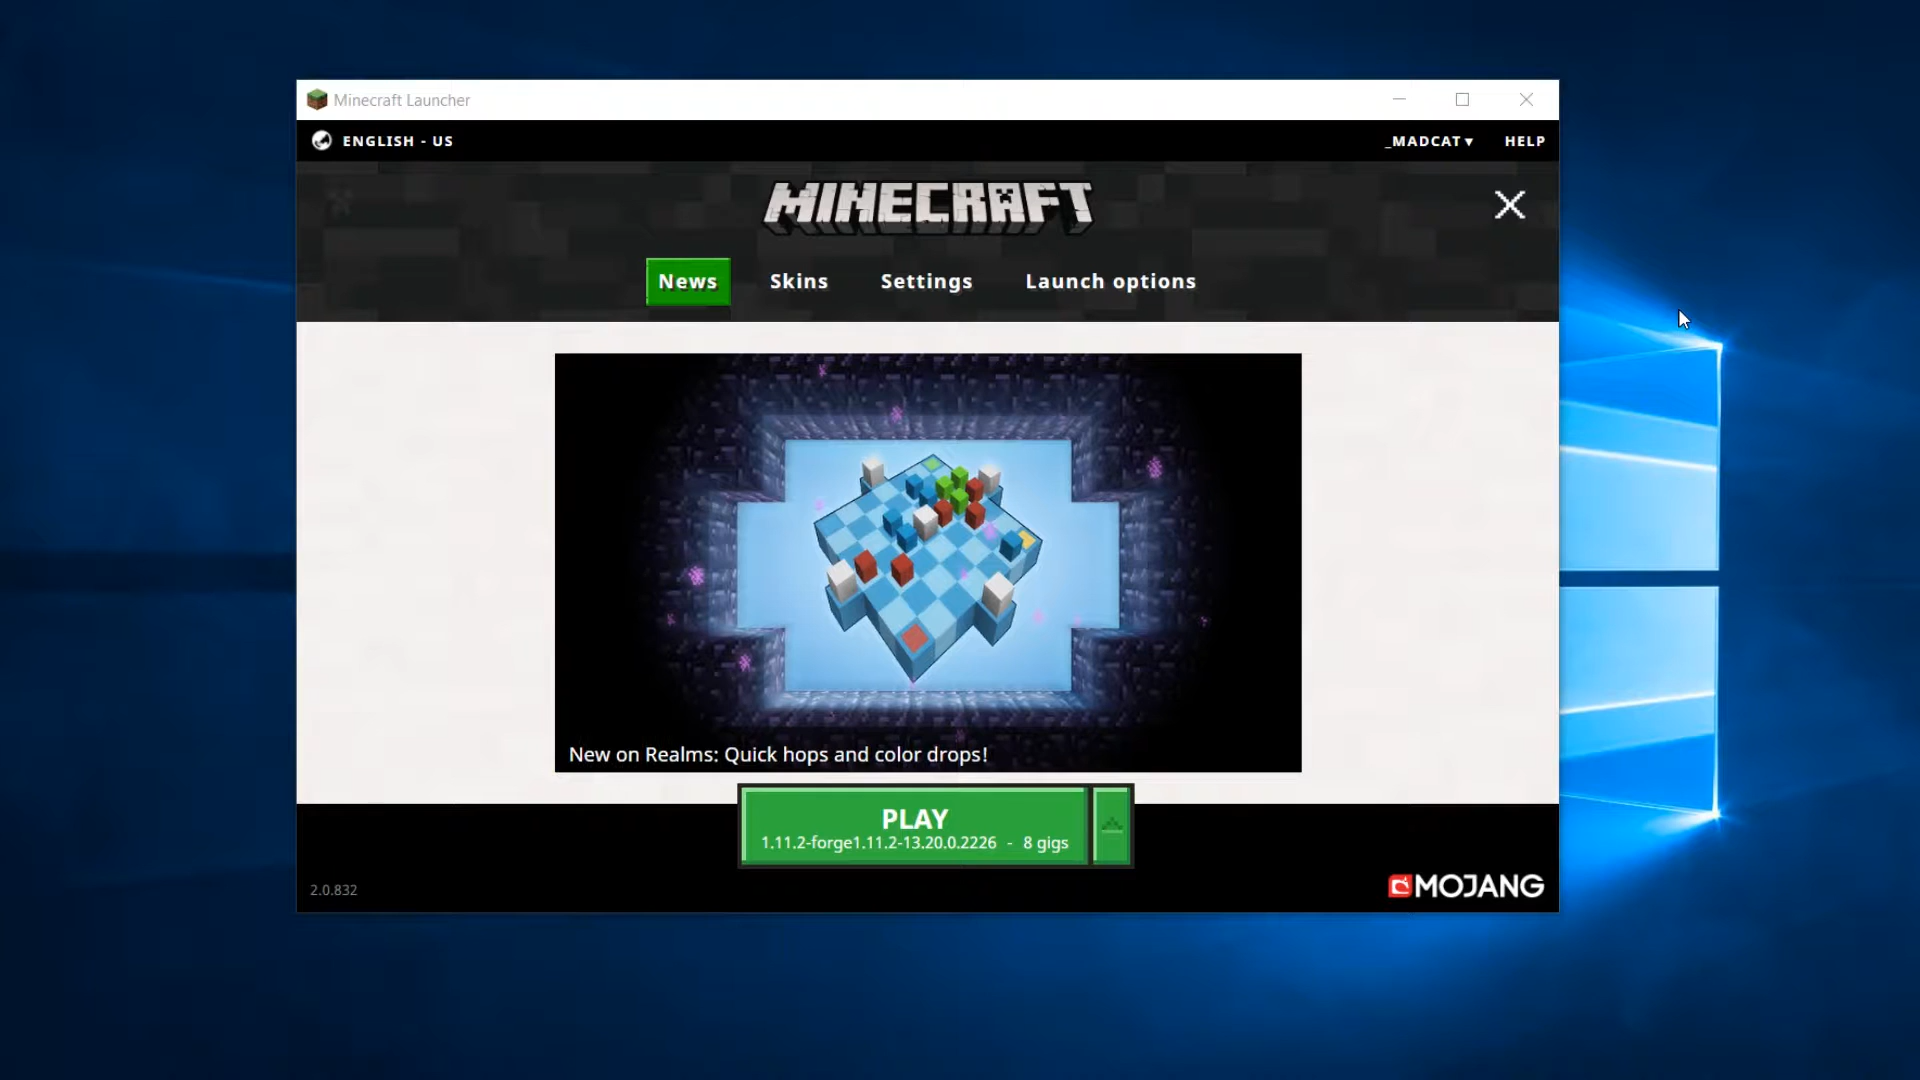 Minecraft Launcher
ENGLISH - US
_MADCAT▾ HELP
MINECRAFT
News Skins Settings Launch options
New on Realms: Quick hops and color drops!
PLAY
1.11.2-forge1.11.2-13.20.0.2226 - 8 gigs
2.0.832
MOJANG